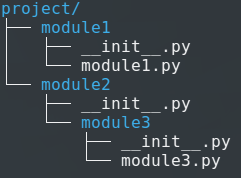 project/
├── module1
│   ├── __init__.py
│   └── module1.py
└── module2
    ├── __init__.py
    └── module3
        ├── __init__.py
        └── module3.py